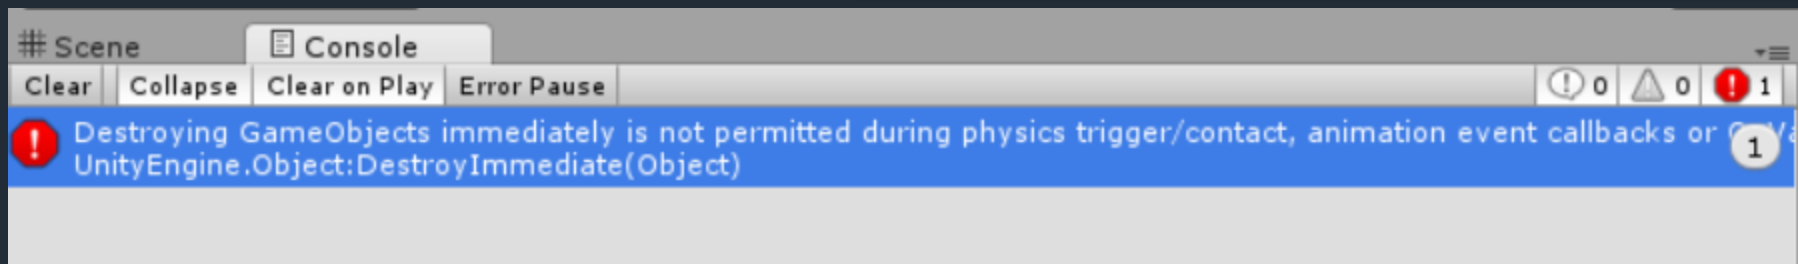 Scene Console
Clear Collapse Clear on Play Error Pause 0 0 1
Destroying GameObjects immediately is not permitted during physics trigger/contact, animation event callbacks or
UnityEngine.Object:DestroyImmediate(Object)
1